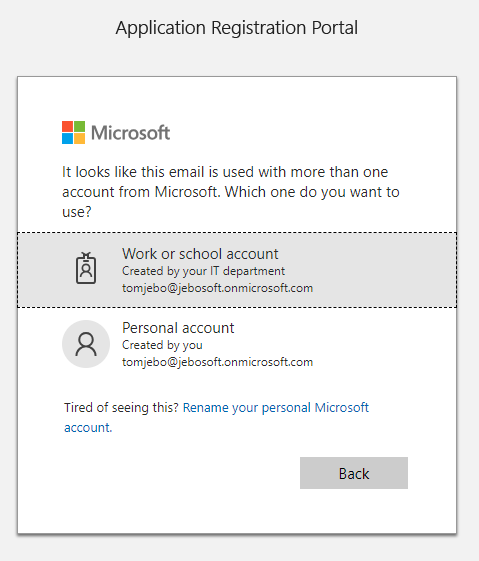 Application Registration Portal
Microsoft
It looks like this email is used with more than one
account from Microsoft. Which one do you want to
use?
Work or school account
Created by your IT department
tomjebo@jebosoft.onmicrosoft.com
Personal account
Created by you
tomjebo@jebosoft.onmicrosoft.com
Tired of seeing this? Rename your personal Microsoft
account.
Back